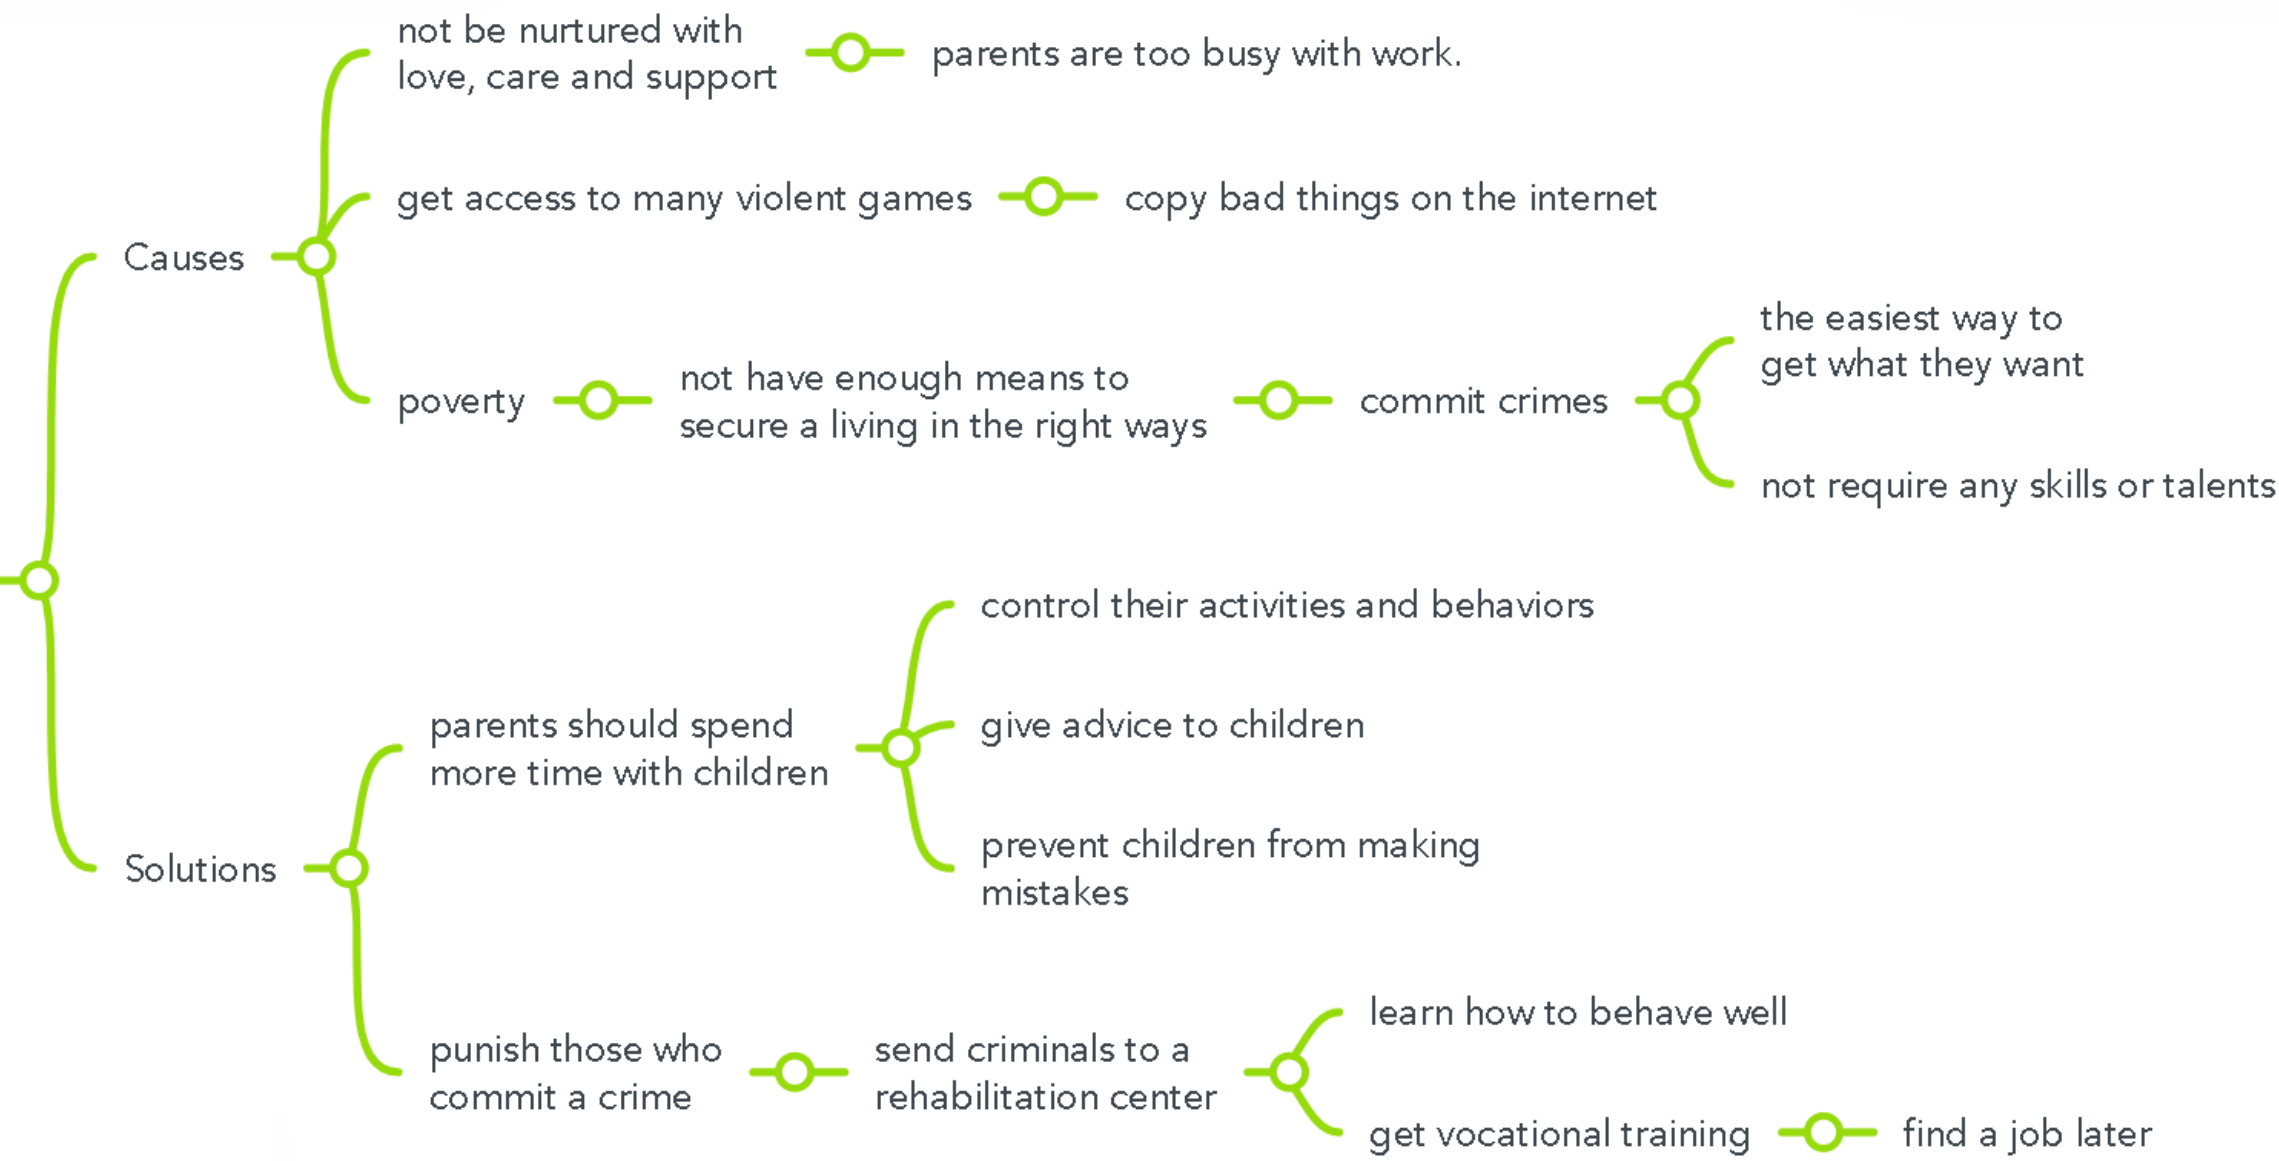 not be nurtured with
love, care and support
parents are too busy with work.
get access to many violent games
copy bad things on the internet
Causes
the easiest way to
get what they want
poverty
not have enough means to
secure a living in the right ways
commit crimes
not require any skills or talents
control their activities and behaviors
parents should spend
more time with children
give advice to children
prevent children from making
mistakes
Solutions
learn how to behave well
punish those who
commit a crime
send criminals to a
rehabilitation center
get vocational training
find a job later